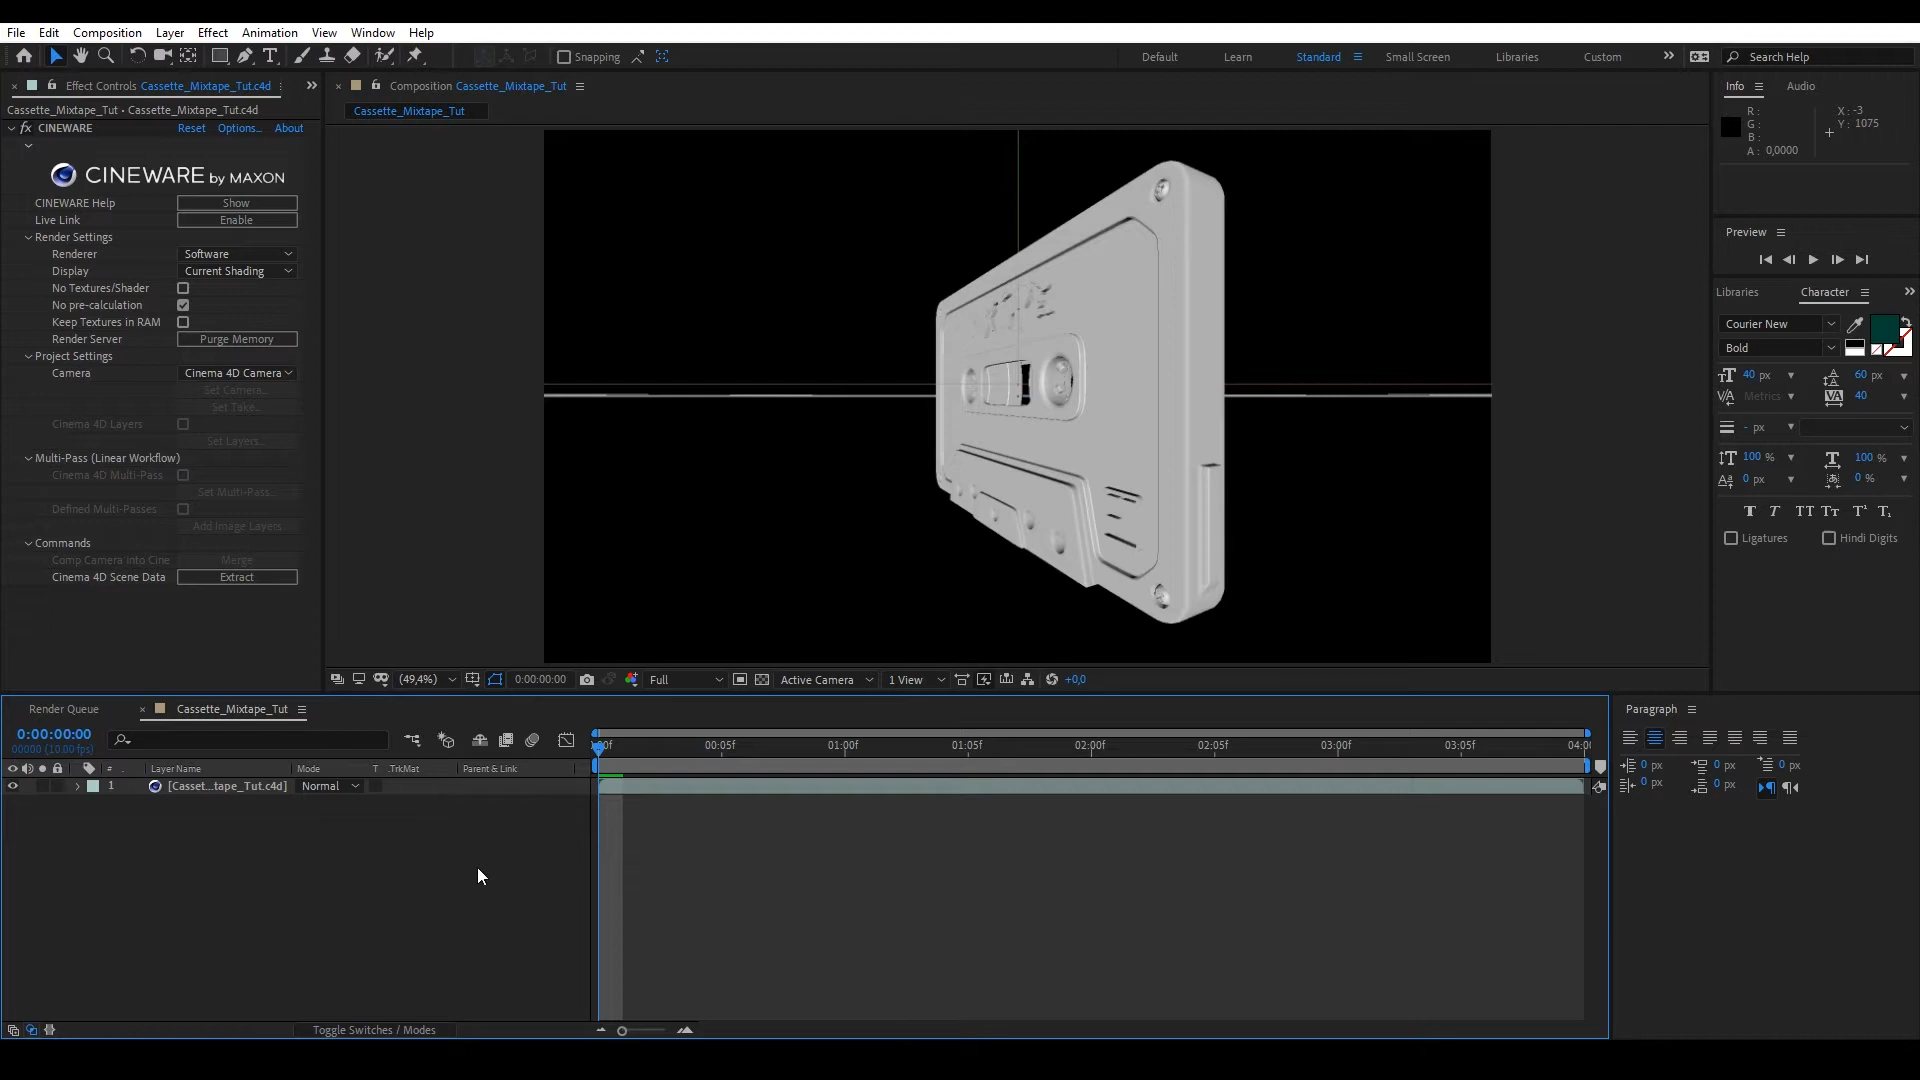 File Edit Composition Layer Effect Animation View Window Help
Snapping
Default Learn Standard Small Screen Libraries Custom
Search Help
Effect Controls Cassette_Mixtape_Tut.c4d
Cassette_Mixtape_Tut • Cassette_Mixtape_Tut.c4d
fx CINEWARE Reset Options... About
CINEWARE by MAXON
CINEWARE Help Show
Live Link Enable
Render Settings
Renderer Software
Display Current Shading
No Textures/Shader
No pre-calculation
Keep Textures in RAM
Render Server Purge Memory
Project Settings
Camera Cinema 4D Camera
Set Camera...
Set Take...
Cinema 4D Layers
Set Layers...
Multi-Pass (Linear Workflow)
Cinema 4D Multi-Pass
Set Multi-Pass...
Defined Multi-Passes
Add Image Layers
Commands
Comp Camera into Cine Merge
Cinema 4D Scene Data Extract
Composition Cassette_Mixtape_Tut
Cassette_Mixtape_Tut
(49,4%) 0:00:00:00 Full Active Camera 1 View +0,0
Info Audio
R : X : -3
G : Y : 1075
B :
A : 0,0000
Preview
Libraries Character
Courier New
Bold
40 px 60 px
Metrics 40
- px
100 % 100 %
0 px 0 %
T T TT Tt T¹ T₁
Ligatures Hindi Digits
Render Queue Cassette_Mixtape_Tut
0:00:00:00
00000 (10.00 fps)
# Layer Name Mode T .TrkMat Parent & Link
1 [Casset...tape_Tut.c4d] Normal
00f 00:05f 01:00f 01:05f 02:00f 02:05f 03:00f 03:05f 04:0
Toggle Switches / Modes
Paragraph
0 px 0 px 0 px
0 px 0 px